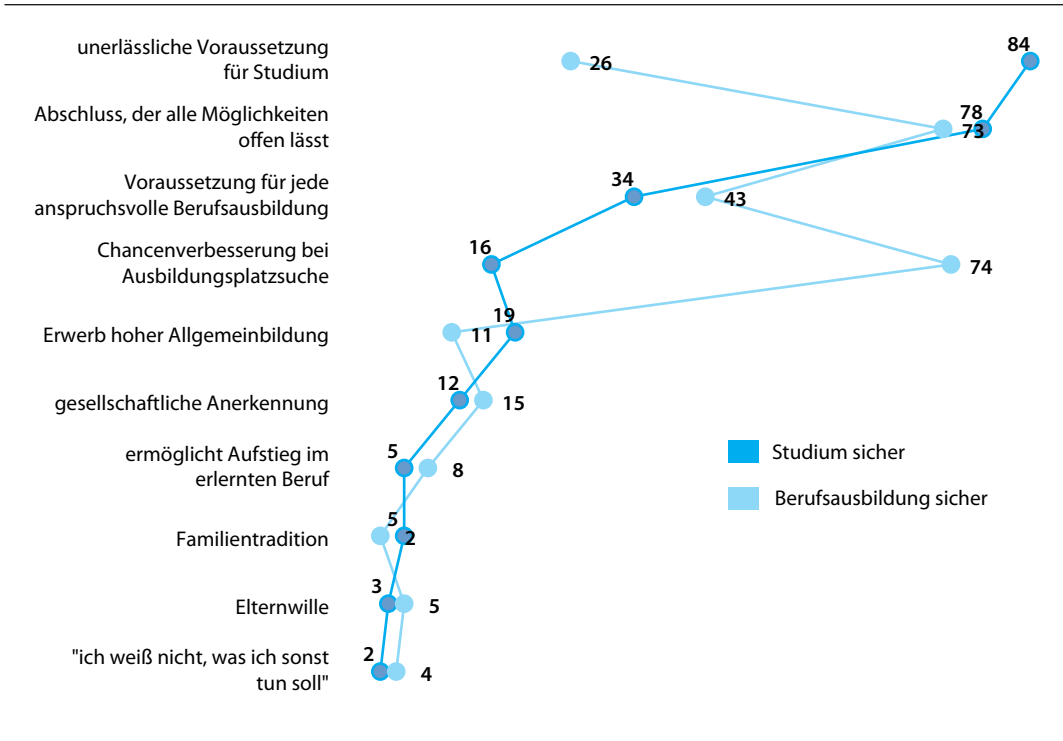 unerlässliche Voraussetzung
für Studium
84
26
Abschluss, der alle Möglichkeiten
offen lässt
78
73
Voraussetzung für jede
anspruchsvolle Berufsausbildung
34
43
Chancenverbesserung bei
Ausbildungsplatzsuche
16
74
Erwerb hoher Allgemeinbildung
19
11
gesellschaftliche Anerkennung
12
15
ermöglicht Aufstieg im
erlernten Beruf
5
8
Studium sicher
Berufsausbildung sicher
Familientradition
5
2
Elternwille
3
5
"ich weiß nicht, was ich sonst
tun soll"
2
4